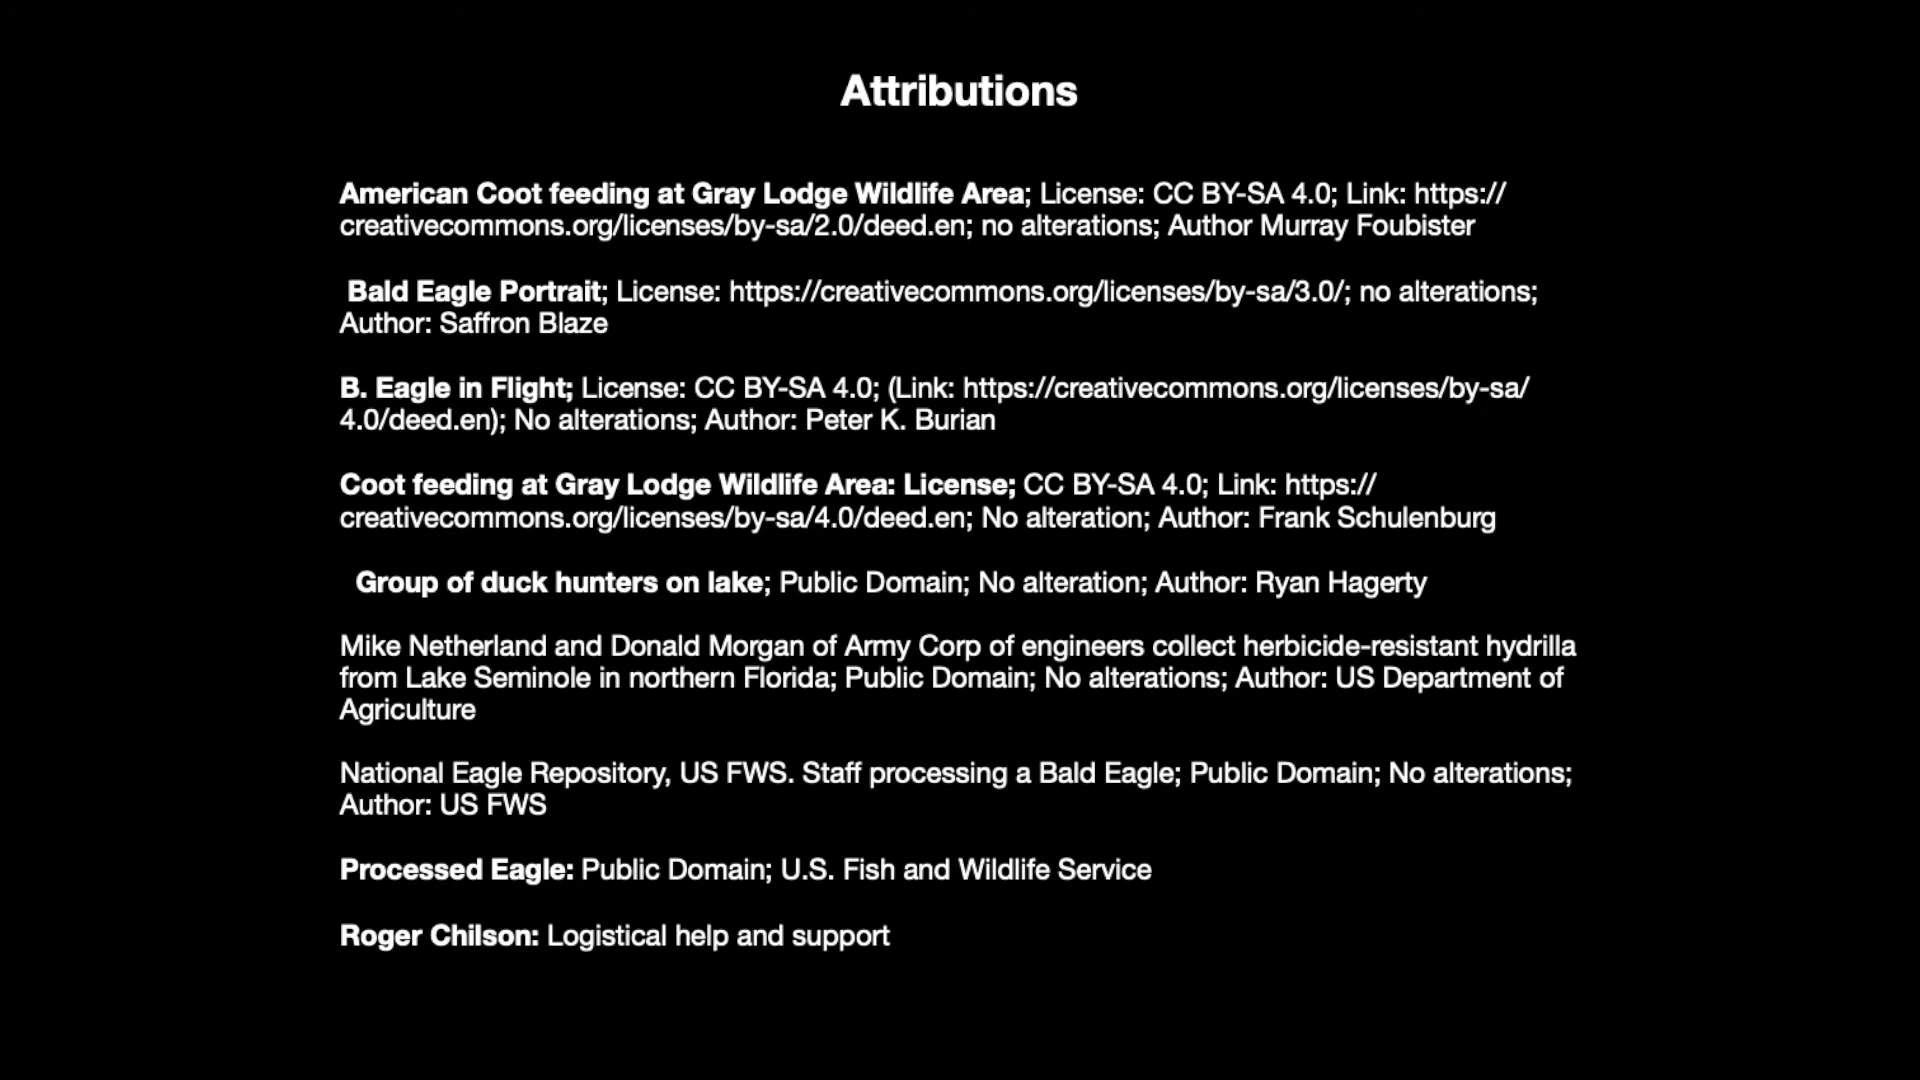 Attributions
American Coot feeding at Gray Lodge Wildlife Area; License: CC BY-SA 4.0; Link: https://
creativecommons.org/licenses/by-sa/2.0/deed.en; no alterations; Author Murray Foubister
Bald Eagle Portrait; License: https://creativecommons.org/licenses/by-sa/3.0/; no alterations;
Author: Saffron Blaze
B. Eagle in Flight; License: CC BY-SA 4.0; (Link: https://creativecommons.org/licenses/by-sa/
4.0/deed.en); No alterations; Author: Peter K. Burian
Coot feeding at Gray Lodge Wildlife Area: License; CC BY-SA 4.0; Link: https://
creativecommons.org/licenses/by-sa/4.0/deed.en; No alteration; Author: Frank Schulenburg
Group of duck hunters on lake; Public Domain; No alteration; Author: Ryan Hagerty
Mike Netherland and Donald Morgan of Army Corp of engineers collect herbicide-resistant hydrilla
from Lake Seminole in northern Florida; Public Domain; No alterations; Author: US Department of
Agriculture
National Eagle Repository, US FWS. Staff processing a Bald Eagle; Public Domain; No alterations;
Author: US FWS
Processed Eagle: Public Domain; U.S. Fish and Wildlife Service
Roger Chilson: Logistical help and support